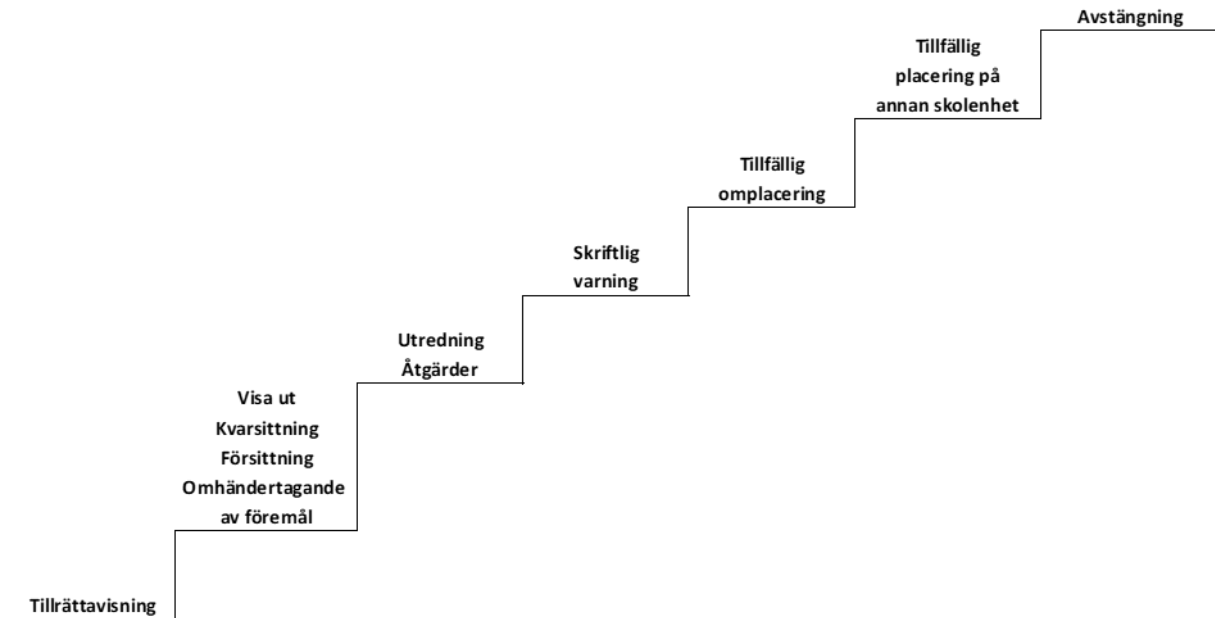 Avstängning
Tillfällig
placering på
annan skolenhet
Tillfällig
omplacering
Skriftlig
varning
Utredning
Åtgärder
Visa ut
Kvarsittning
Försittning
Omhändertagande
av föremål
Tillrättavisning